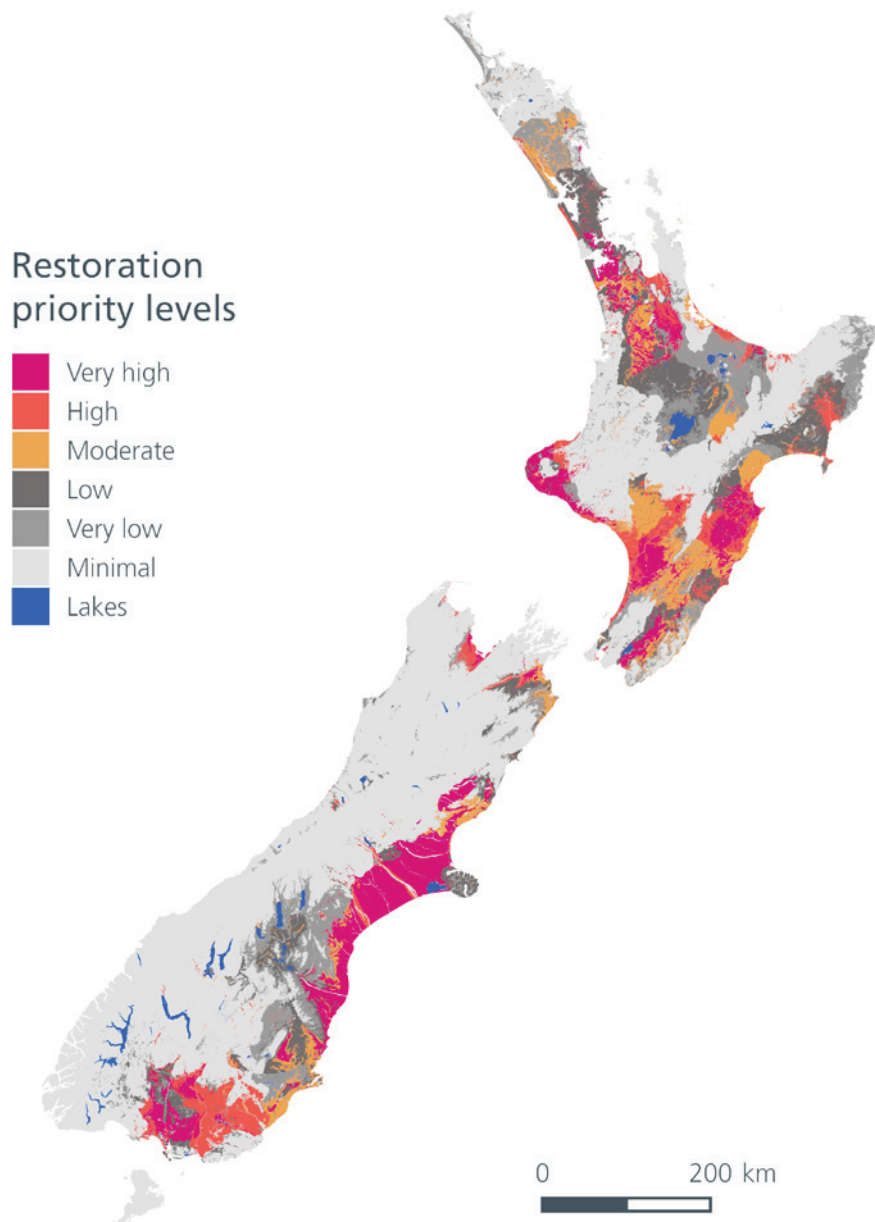 Restoration
priority levels
Very high
High
Moderate
Low
Very low
Minimal
Lakes
0 200 km